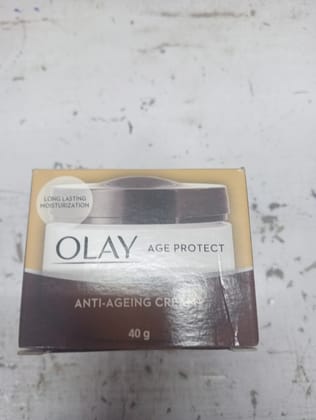 LONG LASTING
MOISTURIZATION
OLAY AGE PROTECT
ANTI-AGEING CREAM
40 g